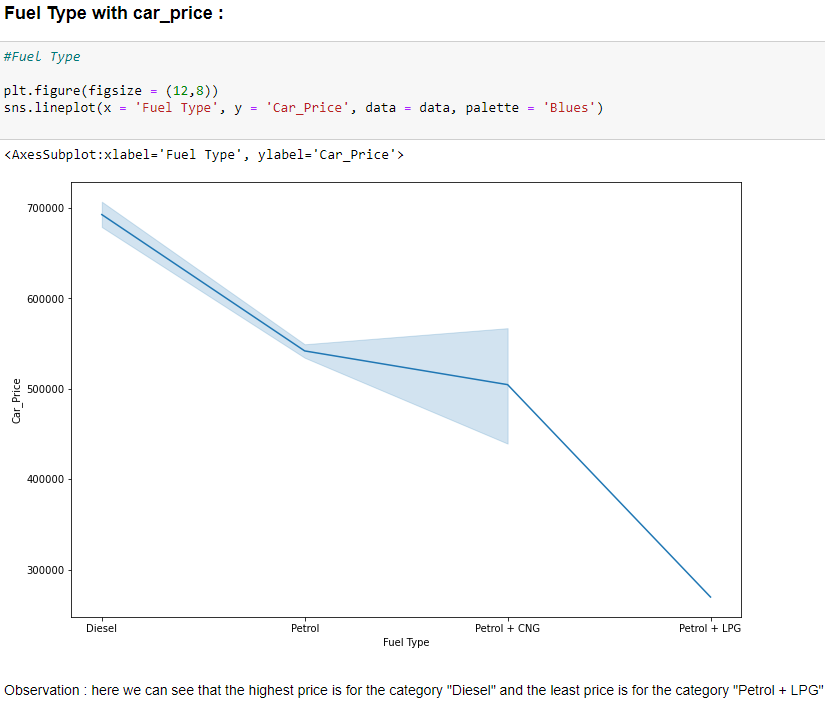 Fuel Type with car_price :
#Fuel Type
plt.figure(figsize = (12,8))
sns.lineplot(x = 'Fuel Type', y = 'Car_Price', data = data, palette = 'Blues')
<AxesSubplot:xlabel='Fuel Type', ylabel='Car_Price'>
700000
600000
500000
400000
300000
Car_Price
Diesel Petrol Petrol + CNG Petrol + LPG
Fuel Type
Observation : here we can see that the highest price is for the category "Diesel" and the least price is for the category "Petrol + LPG"